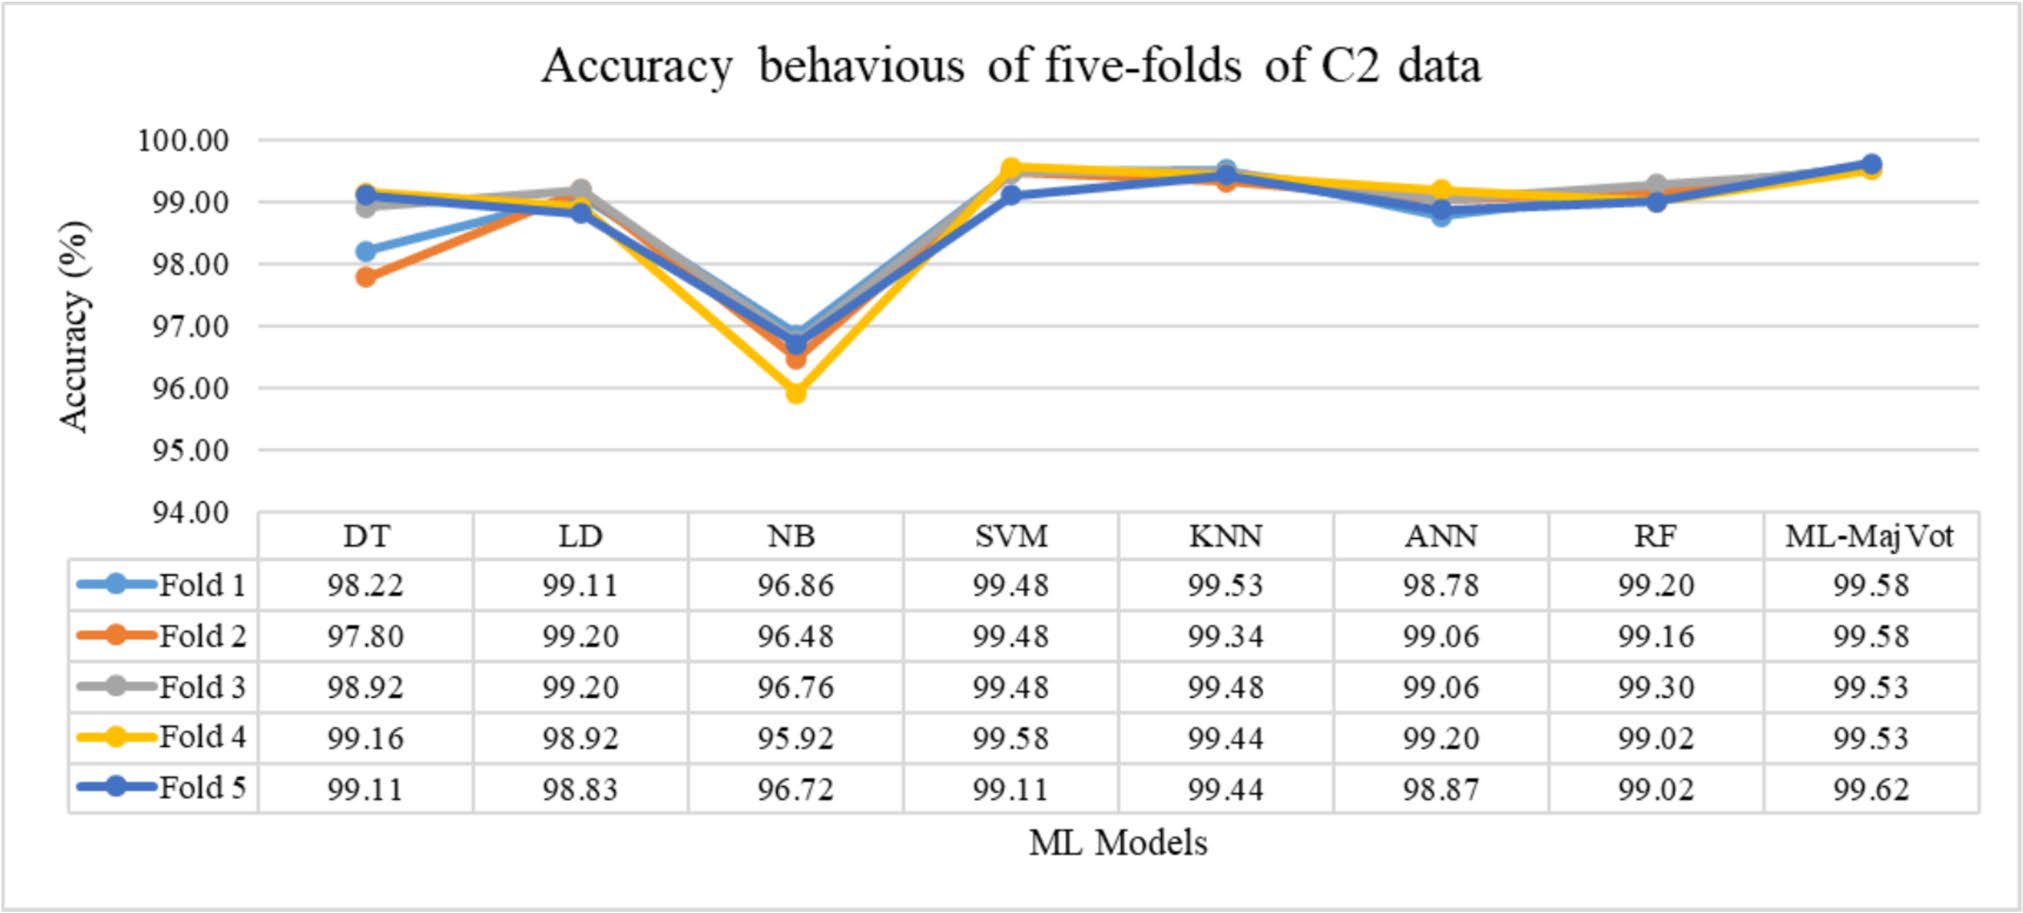 Accuracy behavious of five-folds of C2 data
Accuracy (%)
100.00
99.00
98.00
97.00
96.00
95.00
94.00
DT LD NB SVM KNN ANN RF ML-Maj Vot
Fold 1 98.22 99.11 96.86 99.48 99.53 98.78 99.20 99.58
Fold 2 97.80 99.20 96.48 99.48 99.34 99.06 99.16 99.58
Fold 3 98.92 99.20 96.76 99.48 99.48 99.06 99.30 99.53
Fold 4 99.16 98.92 95.92 99.58 99.44 99.20 99.02 99.53
Fold 5 99.11 98.83 96.72 99.11 99.44 98.87 99.02 99.62
ML Models